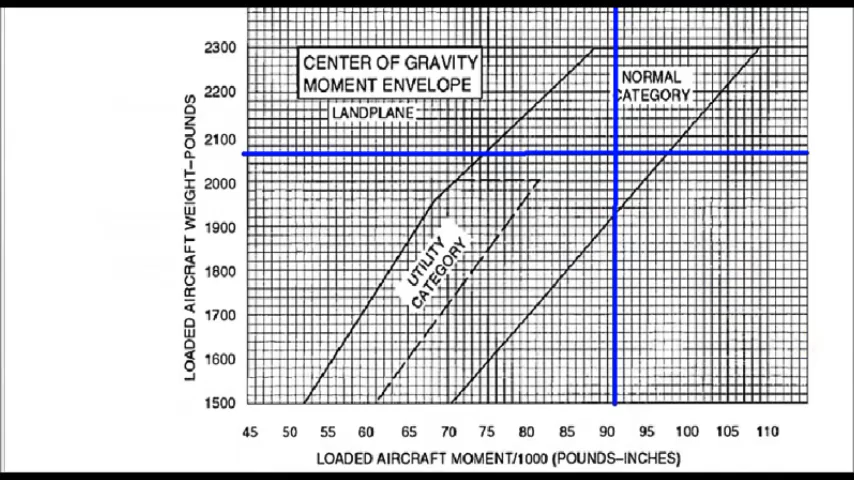 2300
2200
2100
2000
1900
1800
1700
1600
1500
LOADED AIRCRAFT WEIGHT-POUNDS
CENTER OF GRAVITY
MOMENT ENVELOPE
LANDPLANE
NORMAL
CATEGORY
UTILITY
CATEGORY
45 50 55 60 65 70 75 80 85 90 95 100 105 110
LOADED AIRCRAFT MOMENT/1000 (POUNDS-INCHES)